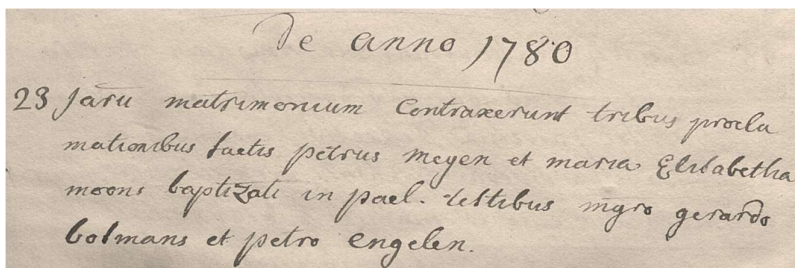 De anno 1780
23 Jarii matrimonium Contraxerunt tribus procla
mationibus factis petrus meyen et maria Elisabetha
moons baptizati in pael. testibus mgro gerardo
bolmans et petro engelen.